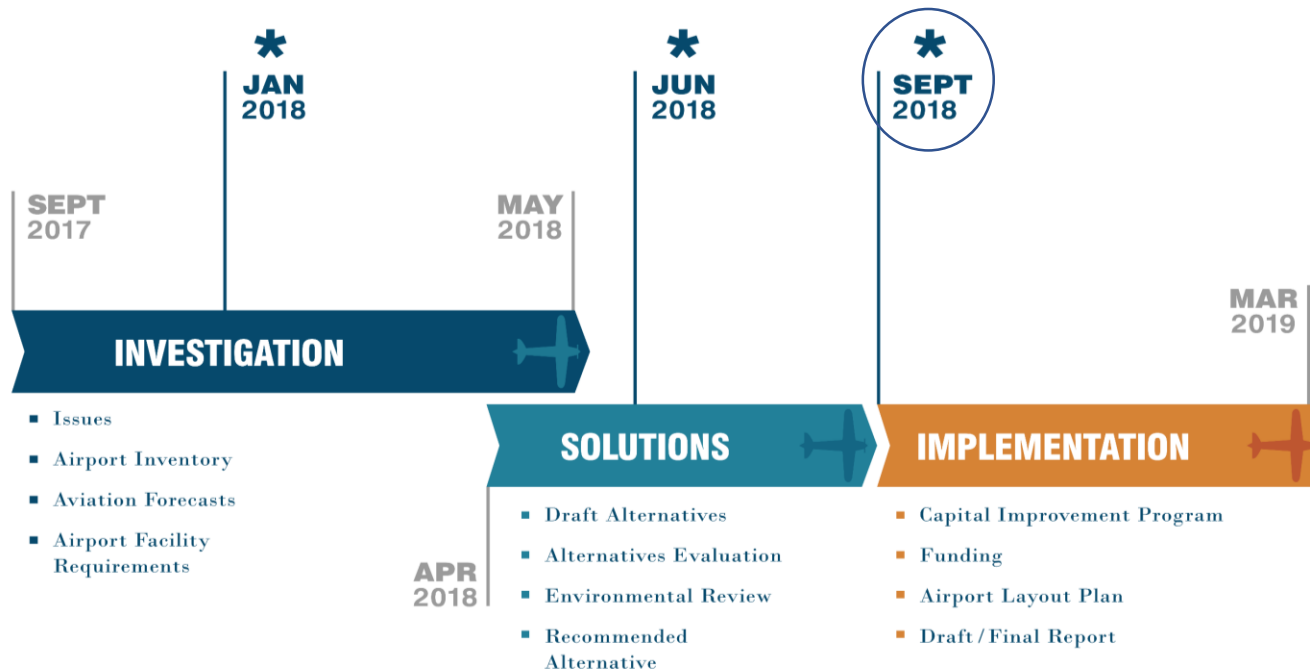 *
JAN
2018
*
JUN
2018
*
SEPT
2018
SEPT
2017
MAY
2018
MAR
2019
INVESTIGATION
■ Issues
■ Airport Inventory
■ Aviation Forecasts
■ Airport Facility
Requirements
APR
2018
SOLUTIONS
■ Draft Alternatives
■ Alternatives Evaluation
■ Environmental Review
■ Recommended
Alternative
IMPLEMENTATION
■ Capital Improvement Program
■ Funding
■ Airport Layout Plan
■ Draft / Final Report